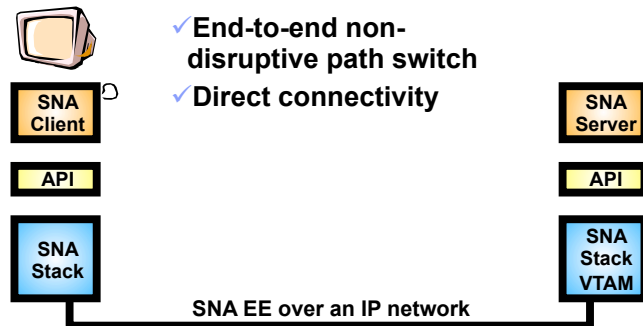 ✓End-to-end non-
disruptive path switch
✓Direct connectivity
SNA
Client
SNA
Server
API
API
SNA
Stack
SNA
Stack
VTAM
SNA EE over an IP network